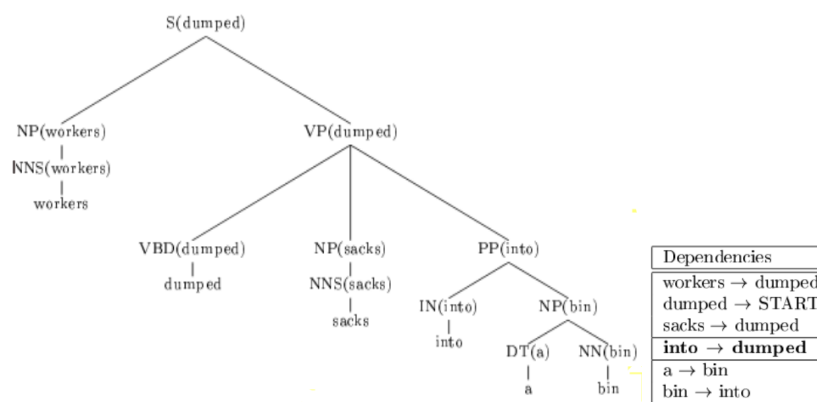 S(dumped)
NP(workers) VP(dumped)
NNS(workers)
workers
VBD(dumped) NP(sacks) PP(into)
dumped NNS(sacks)
sacks
IN(into) NP(bin)
into
DT(a) NN(bin)
a bin
Dependencies
workers → dumped
dumped → START
sacks → dumped
into → dumped
a → bin
bin → into